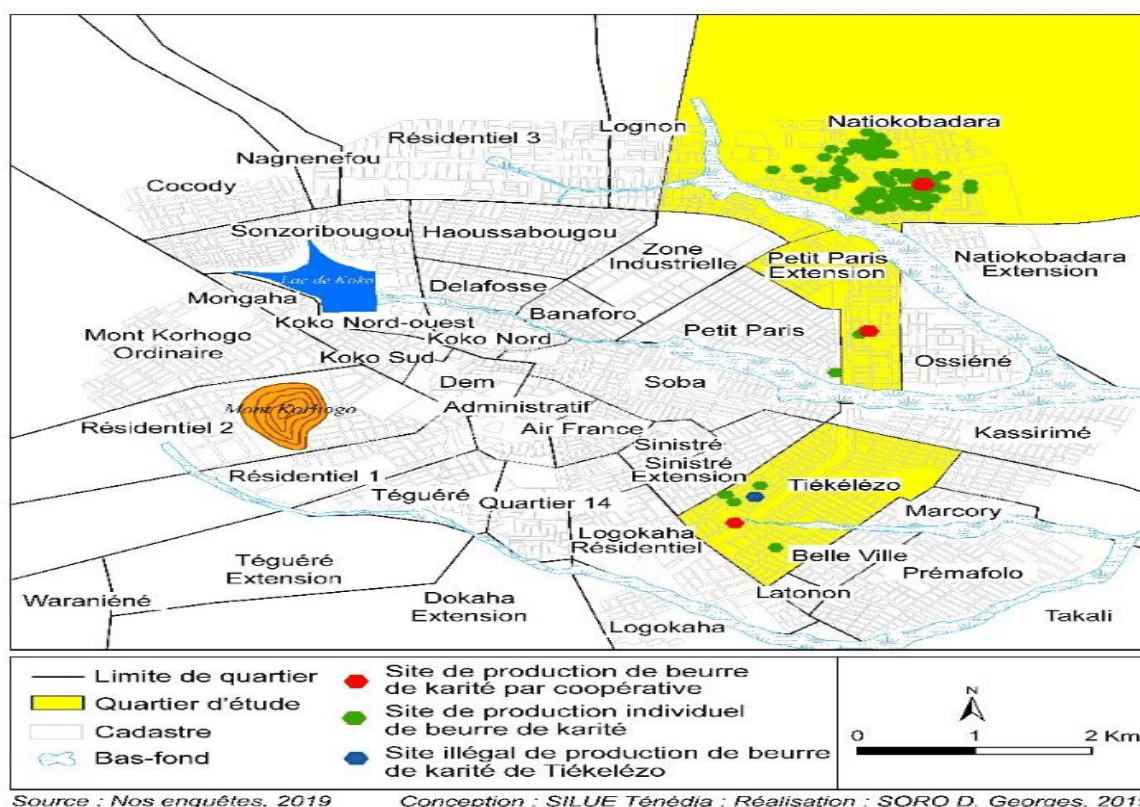 Natiokobadara
Lognon
Résidentiel 3
Nagnenefou
Cocody
Sonzoribougou
Haoussabougou
Zone
Industrielle
Petit Paris
Extension
Natiokobadara
Extension
Lac de Koko
Delafosse
Mongaha
Banaforo
Koko Nord-ouest
Petit Paris
Mont Korhogo
Ordinaire
Koko Nord
Koko Sud
Ossiéné
Dem
Soba
Mont Korhogo
Administratif
Résidentiel 2
Air France
Kassirimé
Sinistré
Sinistré
Extension
Résidentiel 1
Tiékélézo
Téguéré
Quartier 14
Marcory
Logokaha
Résidentiel
Belle Ville
Téguéré
Extension
Prémafolo
Latonon
Waraniéné
Dokaha
Extension
Takali
Logokaha
Limite de quartier
Quartier d'étude
Cadastre
Bas-fond
Site de production de beurre
de karité par coopérative
Site de production individuel
de beurre de karité
Site illégal de production de beurre
de karité de Tiékelézo
N
0 1 2 Km
Source : Nos enquêtes, 2019 Conception : SILUE Ténédia ; Réalisation : SORO D. Georges, 201